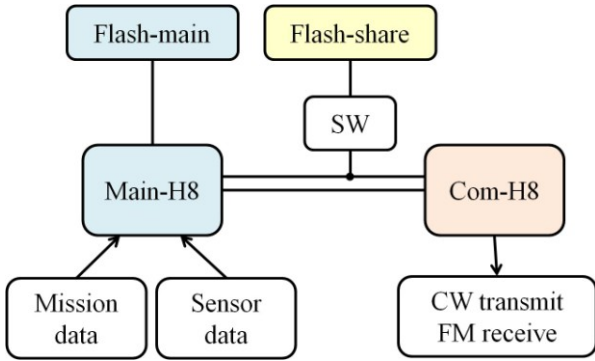 Flash-main
Flash-share
SW
Main-H8
Com-H8
Mission
data
Sensor
data
CW transmit
FM receive